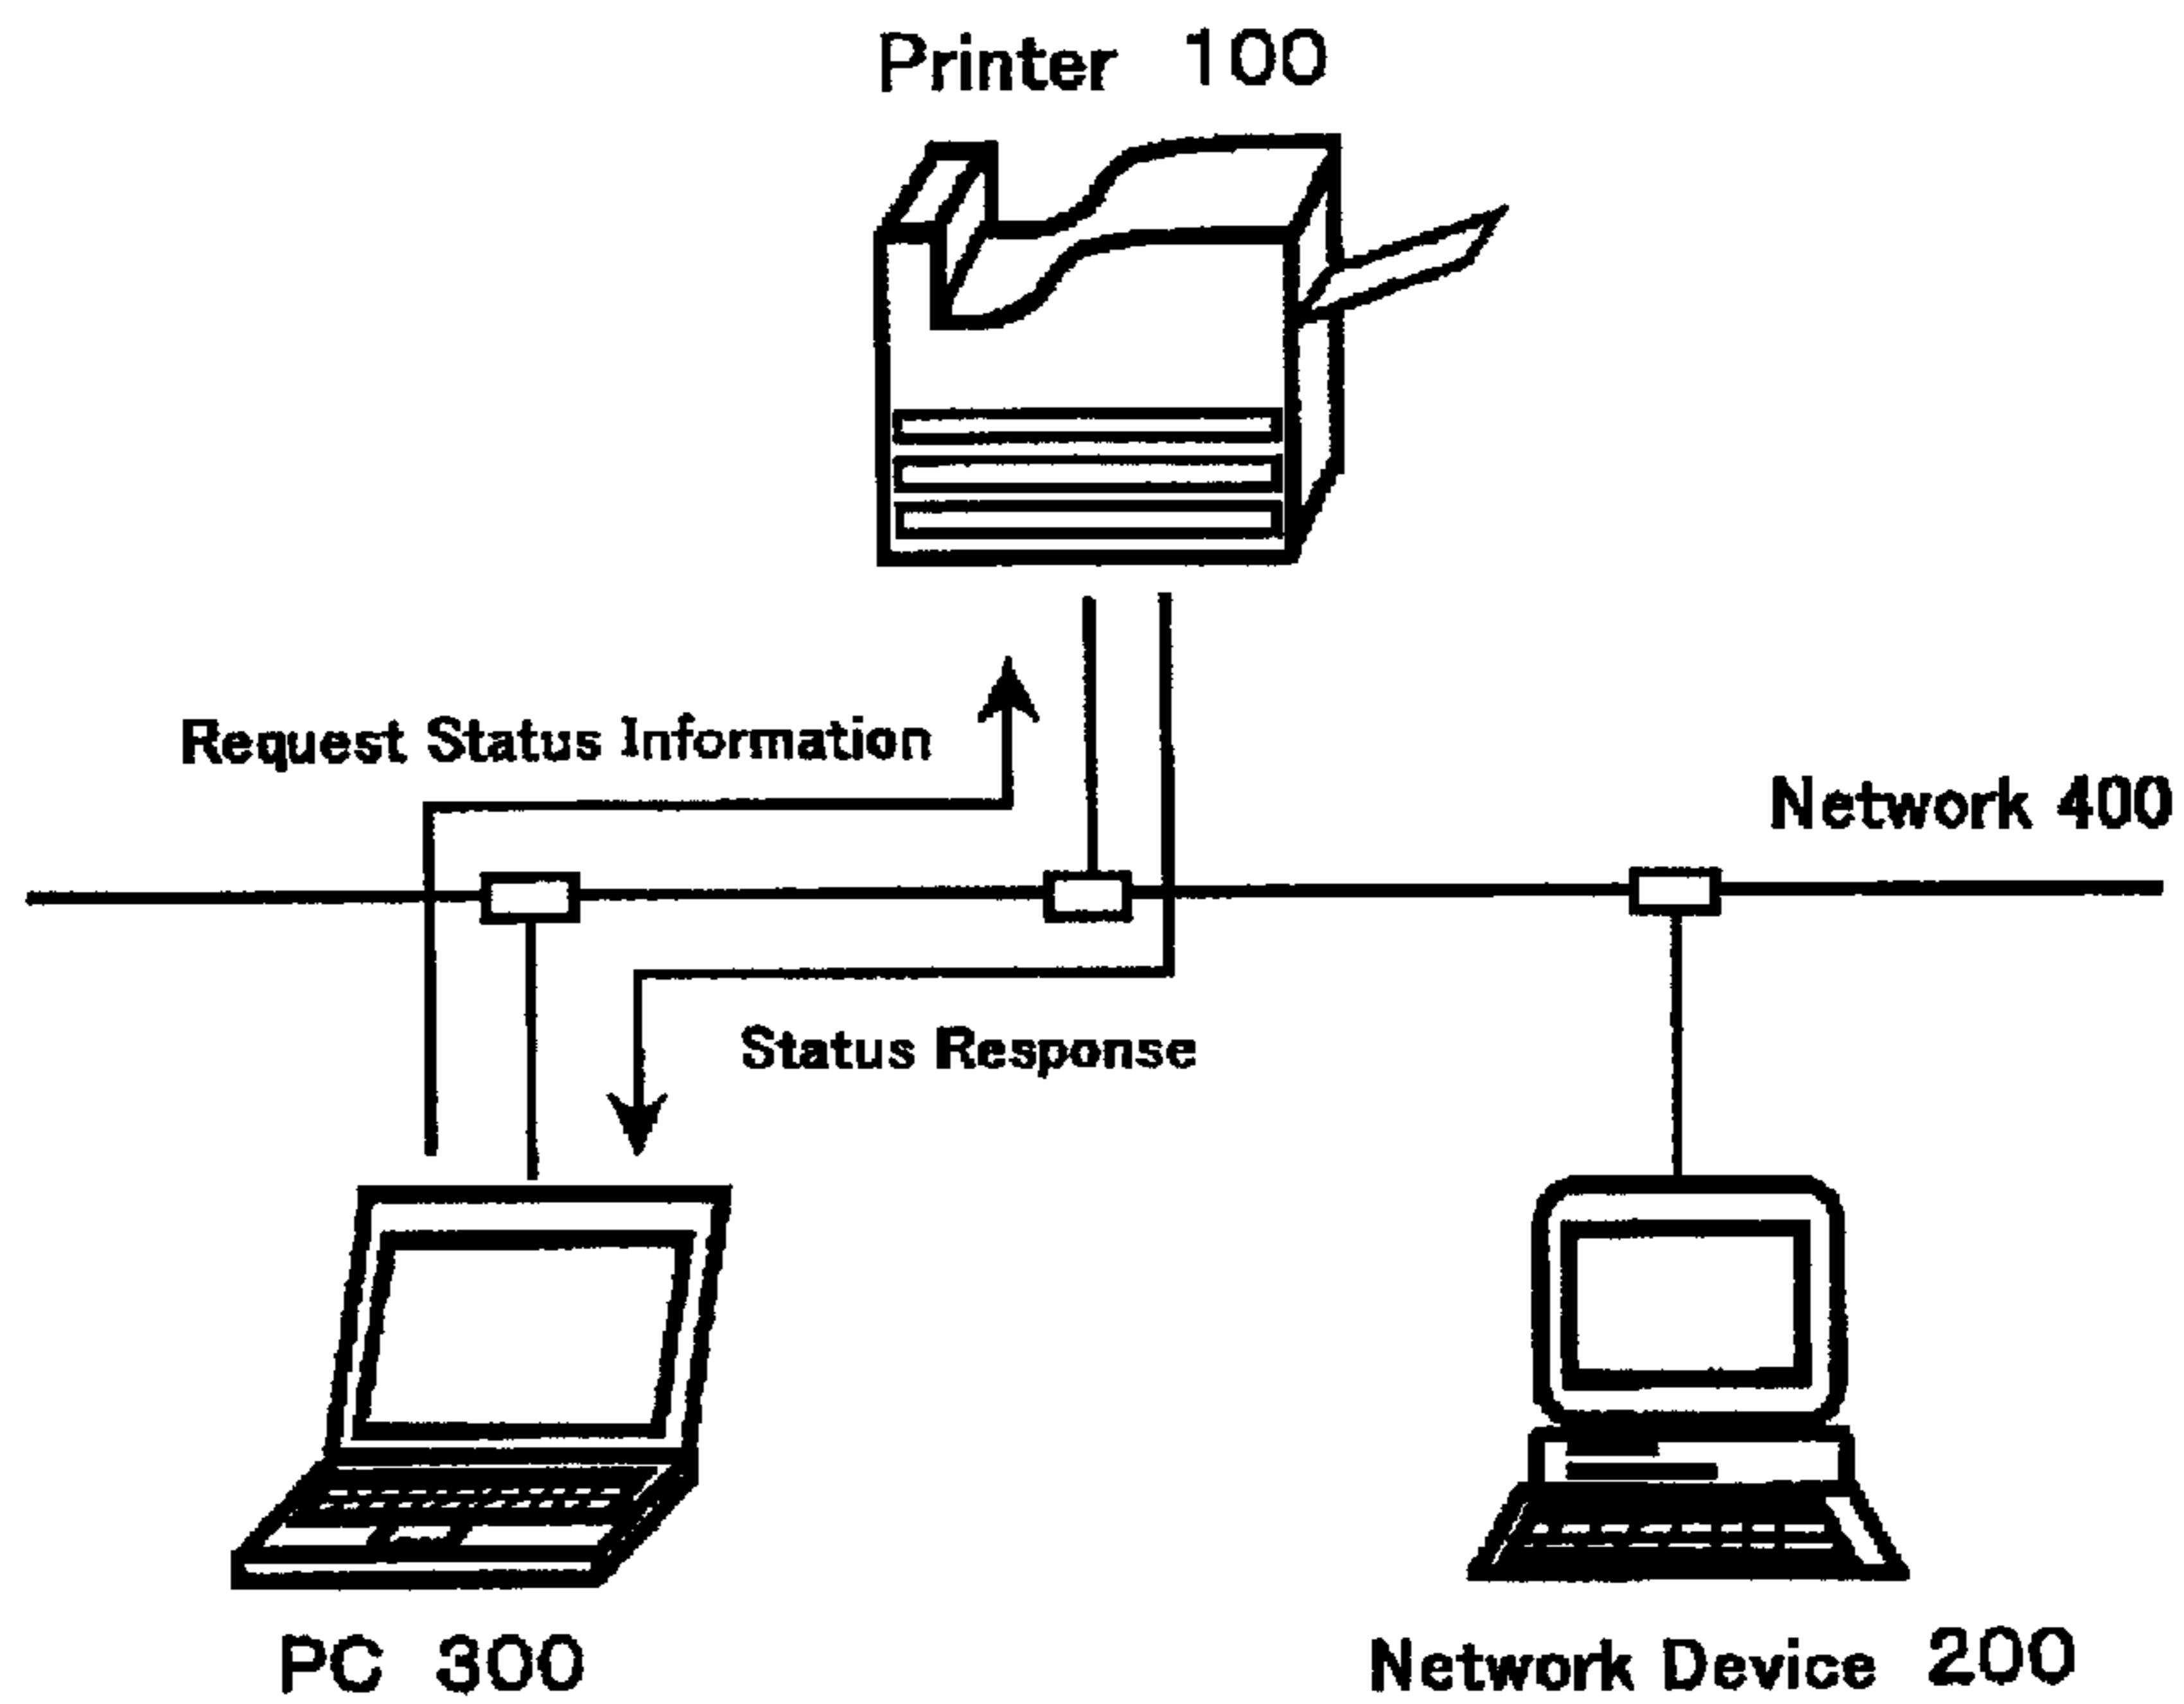 Printer 100
Request Status Information
Network 400
Status Response
PC 300
Network Device 200